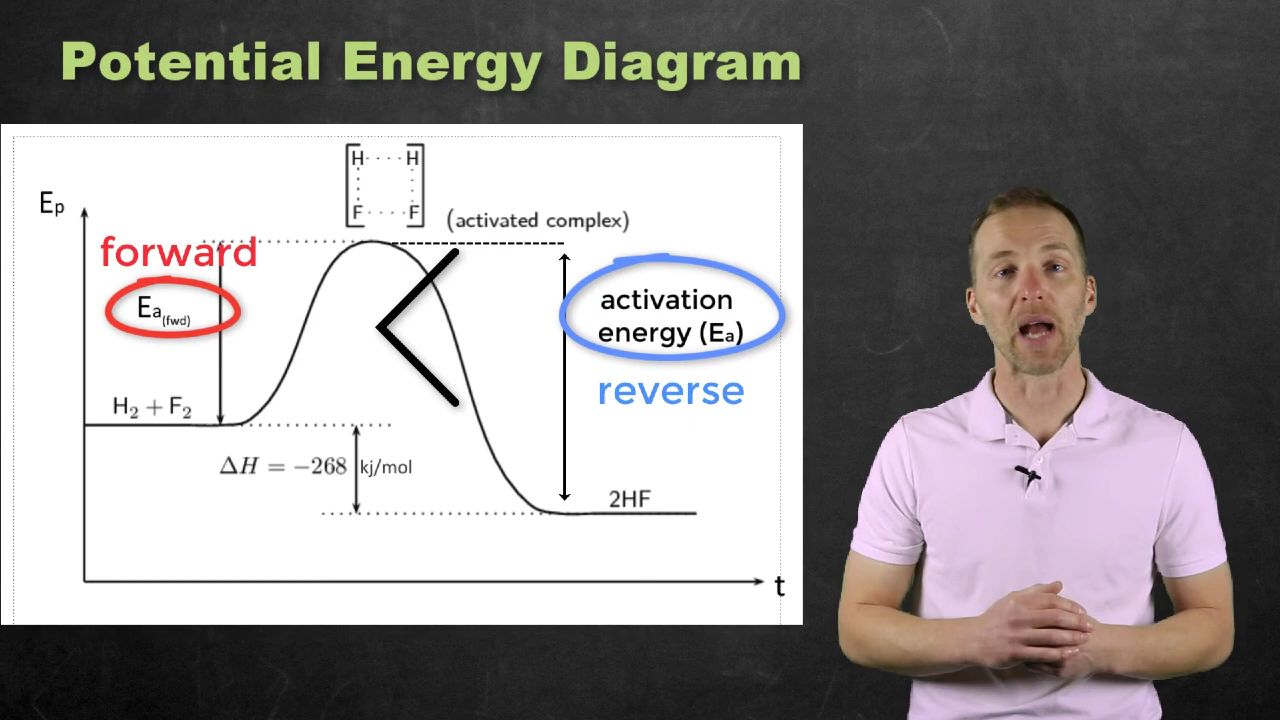 Potential Energy Diagram
H····H
F····F
Eₚ
(activated complex)
forward
Ea(fwd)
activation
energy (Ea)
reverse
H₂ + F₂
ΔH = −268 kj/mol
2HF
t